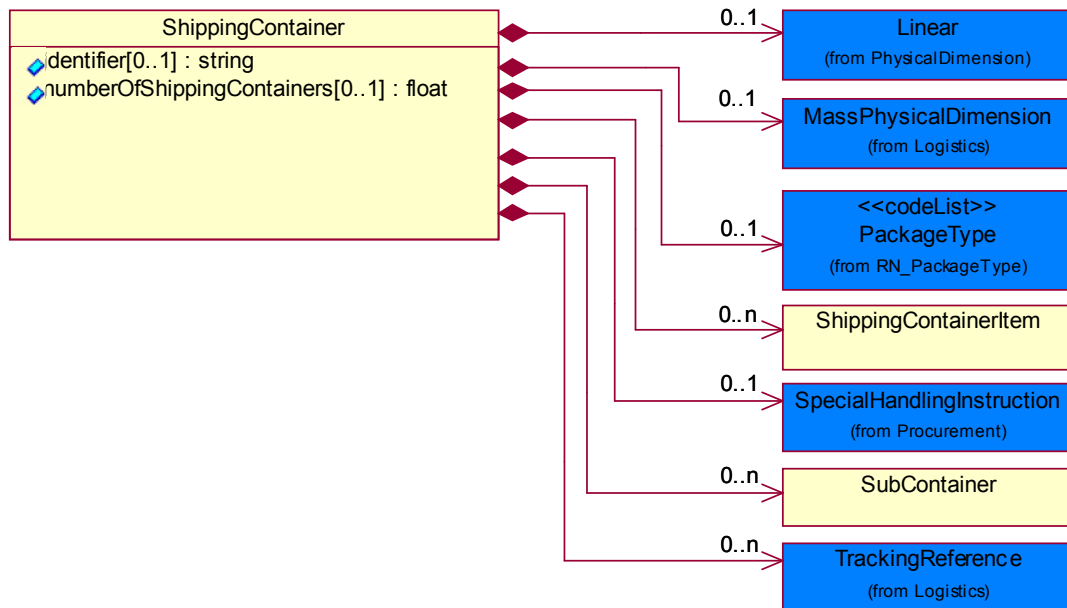 ShippingContainer
identifier[0..1] : string
numberOfShippingContainers[0..1] : float
0..1
Linear
(from PhysicalDimension)
0..1
MassPhysicalDimension
(from Logistics)
0..1
<<codeList>>
PackageType
(from RN_PackageType)
0..n
ShippingContainerItem
0..1
SpecialHandlingInstruction
(from Procurement)
0..n
SubContainer
0..n
TrackingReference
(from Logistics)